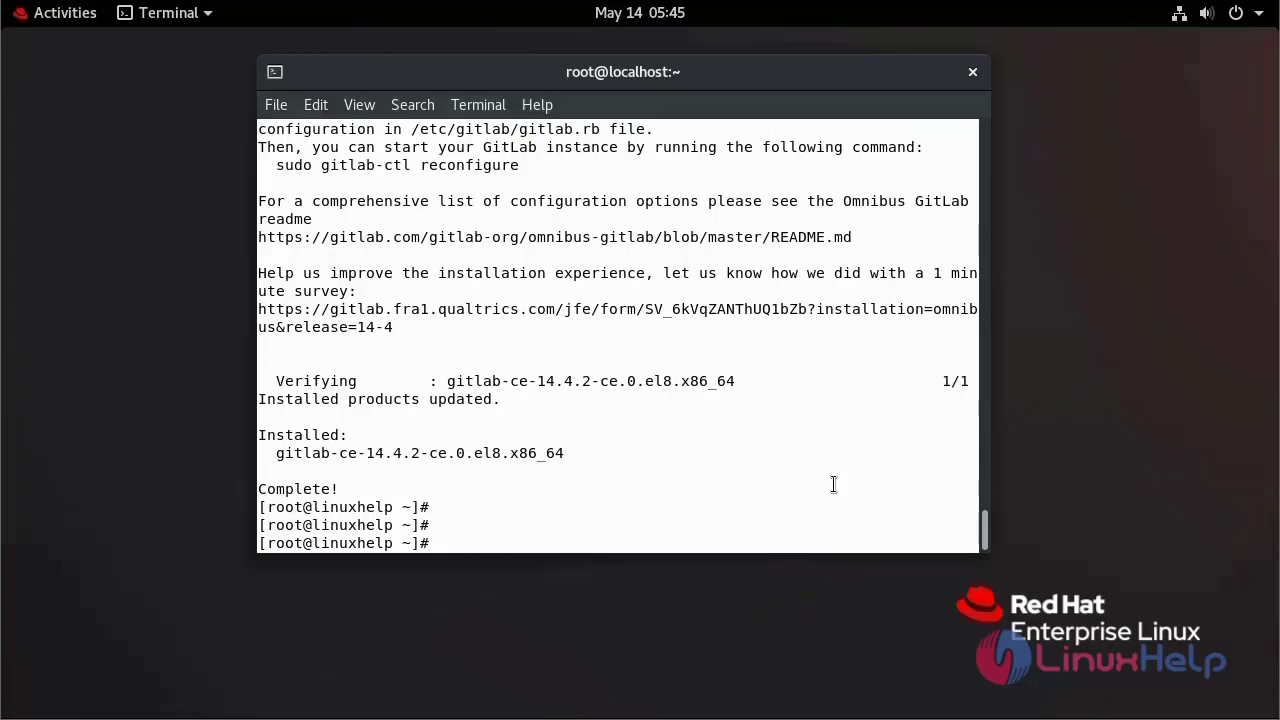 Activities Terminal May 14 05:45
root@localhost:~
File Edit View Search Terminal Help
configuration in /etc/gitlab/gitlab.rb file.
Then, you can start your GitLab instance by running the following command:
  sudo gitlab-ctl reconfigure
For a comprehensive list of configuration options please see the Omnibus GitLab
readme
https://gitlab.com/gitlab-org/omnibus-gitlab/blob/master/README.md
Help us improve the installation experience, let us know how we did with a 1 min
ute survey:
https://gitlab.fra1.qualtrics.com/jfe/form/SV_6kVqZANThUQ1bZb?installation=omnib
us&release=14-4
  Verifying        : gitlab-ce-14.4.2-ce.0.el8.x86_64                       1/1
Installed products updated.
Installed:
  gitlab-ce-14.4.2-ce.0.el8.x86_64
Complete!
[root@linuxhelp ~]#
[root@linuxhelp ~]#
[root@linuxhelp ~]#
Red Hat
Enterprise Linux
LinuxHelp